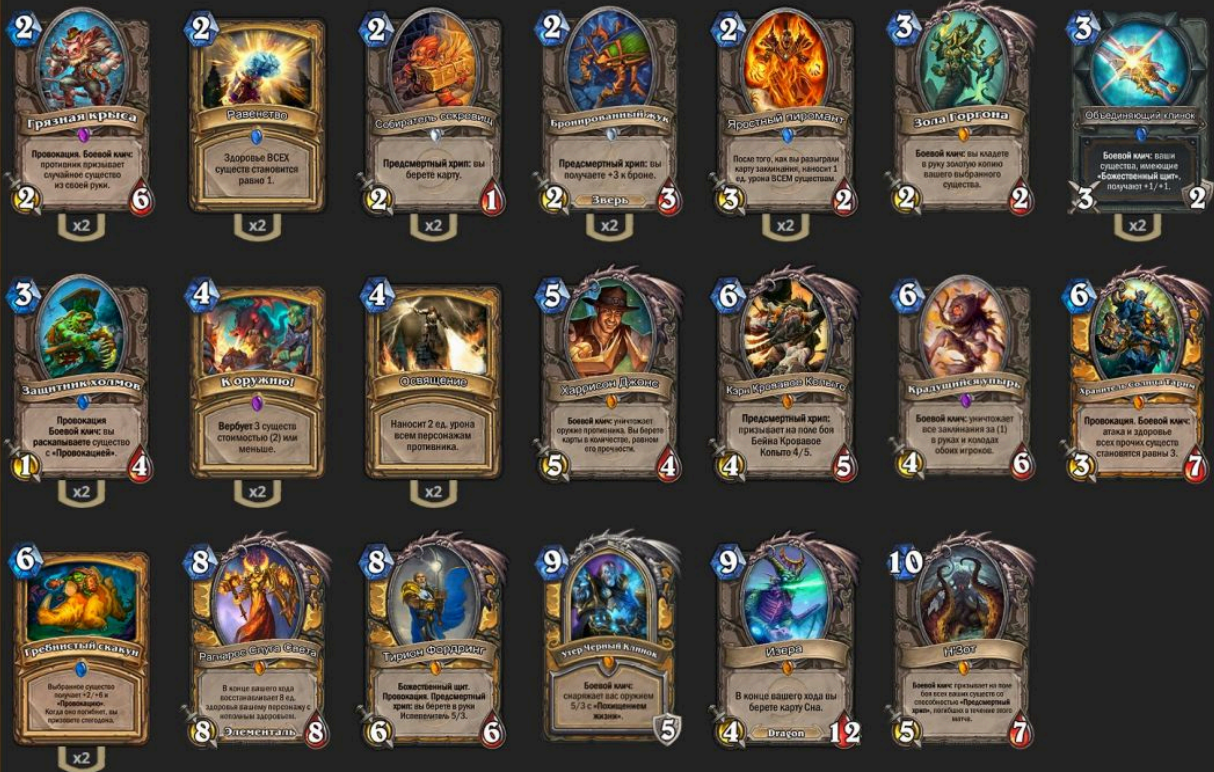 2
Грязная крыса
Провокация. Боевой клич:
противник призывает
случайное существо
из своей руки.
2
6
x2
2
Равенство
Здоровье ВСЕХ
существ становится
равно 1.
x2
2
Собиратель сокровищ
Предсмертный хрип: вы
берете карту.
2
1
x2
2
Бронированный жук
Предсмертный хрип: вы
получаете +3 к броне.
Зверь
2
3
x2
2
Яростный пиромант
После того, как вы разыграли
карту заклинания, наносит 1
ед. урона ВСЕМ существам.
3
2
x2
3
Зола Горгона
Боевой клич: вы кладете
в руку золотую копию
вашего выбранного
существа.
2
2
3
Объединяющий клинок
Боевой клич: ваши
существа, имеющие
«Божественный щит»,
получают +1/+1.
3
2
x2
3
Защитник холмов
Провокация
Боевой клич: вы
раскапываете существо
с «Провокацией».
1
4
x2
4
К оружию!
Вербует 3 существ
стоимостью (2) или
меньше.
x2
4
Освящение
Наносит 2 ед. урона
всем персонажам
противника.
x2
5
Харрисон Джонс
Боевой клич: уничтожает
оружие противника. Вы берете
карты в количестве, равном
его прочности.
5
4
6
Кэрн Кровавое Копыто
Предсмертный хрип:
призывает на поле боя
Бейна Кровавое
Копыто 4/5.
4
5
6
Крадущийся упырь
Боевой клич: уничтожает
все заклинания за (1)
в руках и колодах
обоих игроков.
4
6
6
Хранитель Солнца Тарим
Провокация. Боевой клич:
атака и здоровье
всех прочих существ
становятся равны 3.
3
7
6
Гребнистый скакун
Выбранное существо
получает +2/+6 и
«Провокацию».
Когда оно погибнет, вы
призовете стегодона.
x2
8
Рагнарос Слуга Света
В конце вашего хода
восстанавливает 8 ед.
здоровья вашему персонажу с
неполным здоровьем.
Элементаль
8
8
8
Тирион Фордринг
Божественный щит.
Провокация. Предсмертный
хрип: вы берете в руки
Испепелитель 5/3.
6
6
9
Утер Черный Клинок
Боевой клич:
снаряжает вас оружием
5/3 с «Похищением
жизни».
5
9
Изера
В конце вашего хода вы
берете карту Сна.
Dragon
4
12
10
Н'Зот
Боевой клич: призывает на поле
боя всех ваших существ со
способностью «Предсмертный
хрип», погибших в течение этого
матча.
5
7